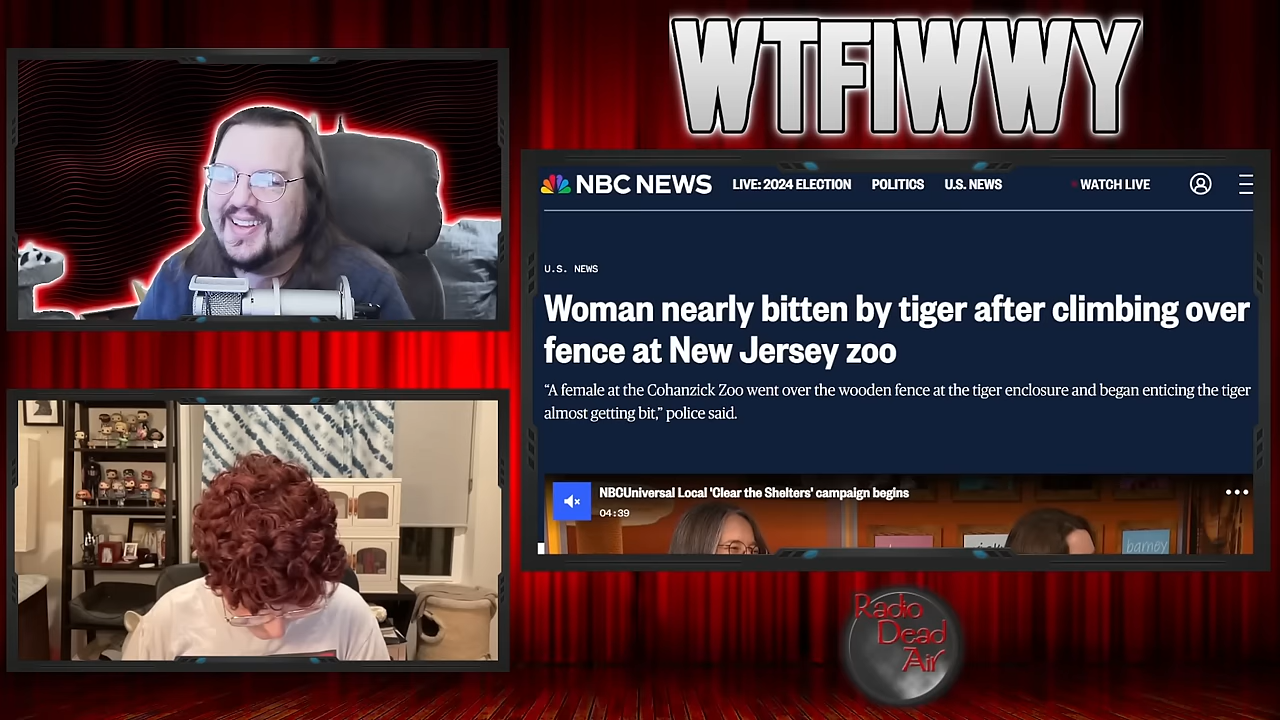 WTFIWWY
NBC NEWS LIVE: 2024 ELECTION POLITICS U.S. NEWS WATCH LIVE
U.S. NEWS
Woman nearly bitten by tiger after climbing over
fence at New Jersey zoo
“A female at the Cohanzick Zoo went over the wooden fence at the tiger enclosure and began enticing the tiger
almost getting bit,” police said.
NBCUniversal Local 'Clear the Shelters' campaign begins
04:39
barney
Radio
Dead
Air